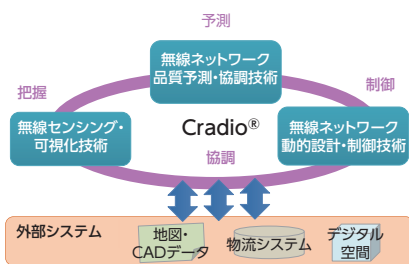 予測
無線ネットワーク
品質予測・協調技術
把握
制御
無線センシング・
可視化技術
Cradio®
無線ネットワーク
動的設計・制御技術
協調
外部システム
地図・
CADデータ
物流システム
デジタル
空間